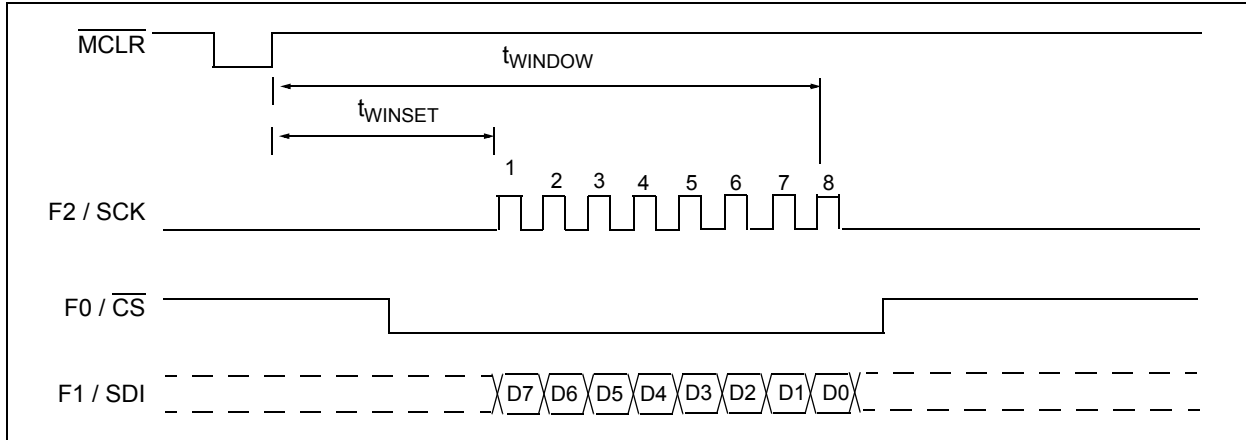 MCLR
tWINDOW
tWINSET
1 2 3 4 5 6 7 8
F2 / SCK
F0 / CS
F1 / SDI
D7 D6 D5 D4 D3 D2 D1 D0